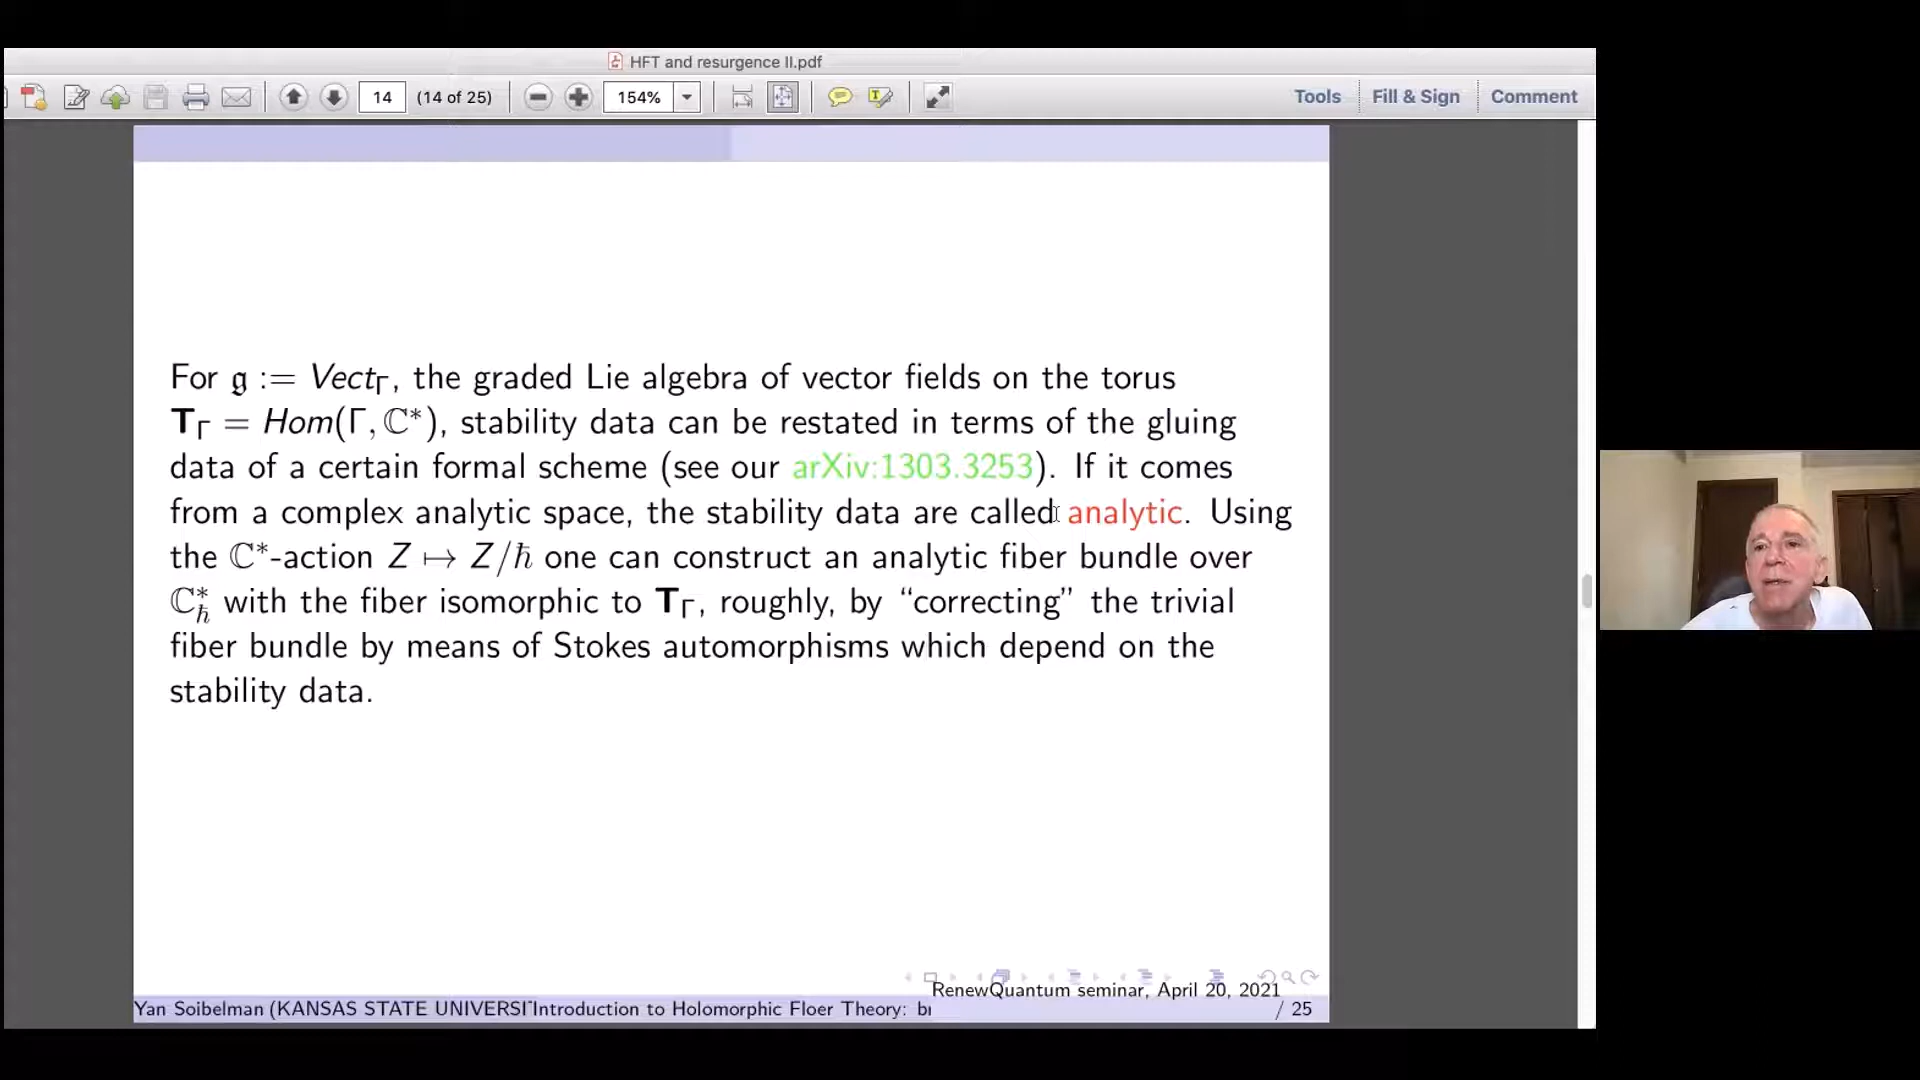 HFT and resurgence II.pdf
14 (14 of 25) 154% Tools Fill & Sign Comment
For 𝔤 := Vect_Γ, the graded Lie algebra of vector fields on the torus
T_Γ = Hom(Γ, ℂ*), stability data can be restated in terms of the gluing
data of a certain formal scheme (see our arXiv:1303.3253). If it comes
from a complex analytic space, the stability data are called analytic. Using
the ℂ*-action Z ↦ Z/ħ one can construct an analytic fiber bundle over
ℂ*_ħ with the fiber isomorphic to T_Γ, roughly, by “correcting” the trivial
fiber bundle by means of Stokes automorphisms which depend on the
stability data.
RenewQuantum seminar, April 20, 2021
Yan Soibelman (KANSAS STATE UNIVERSI Introduction to Holomorphic Floer Theory: bi / 25